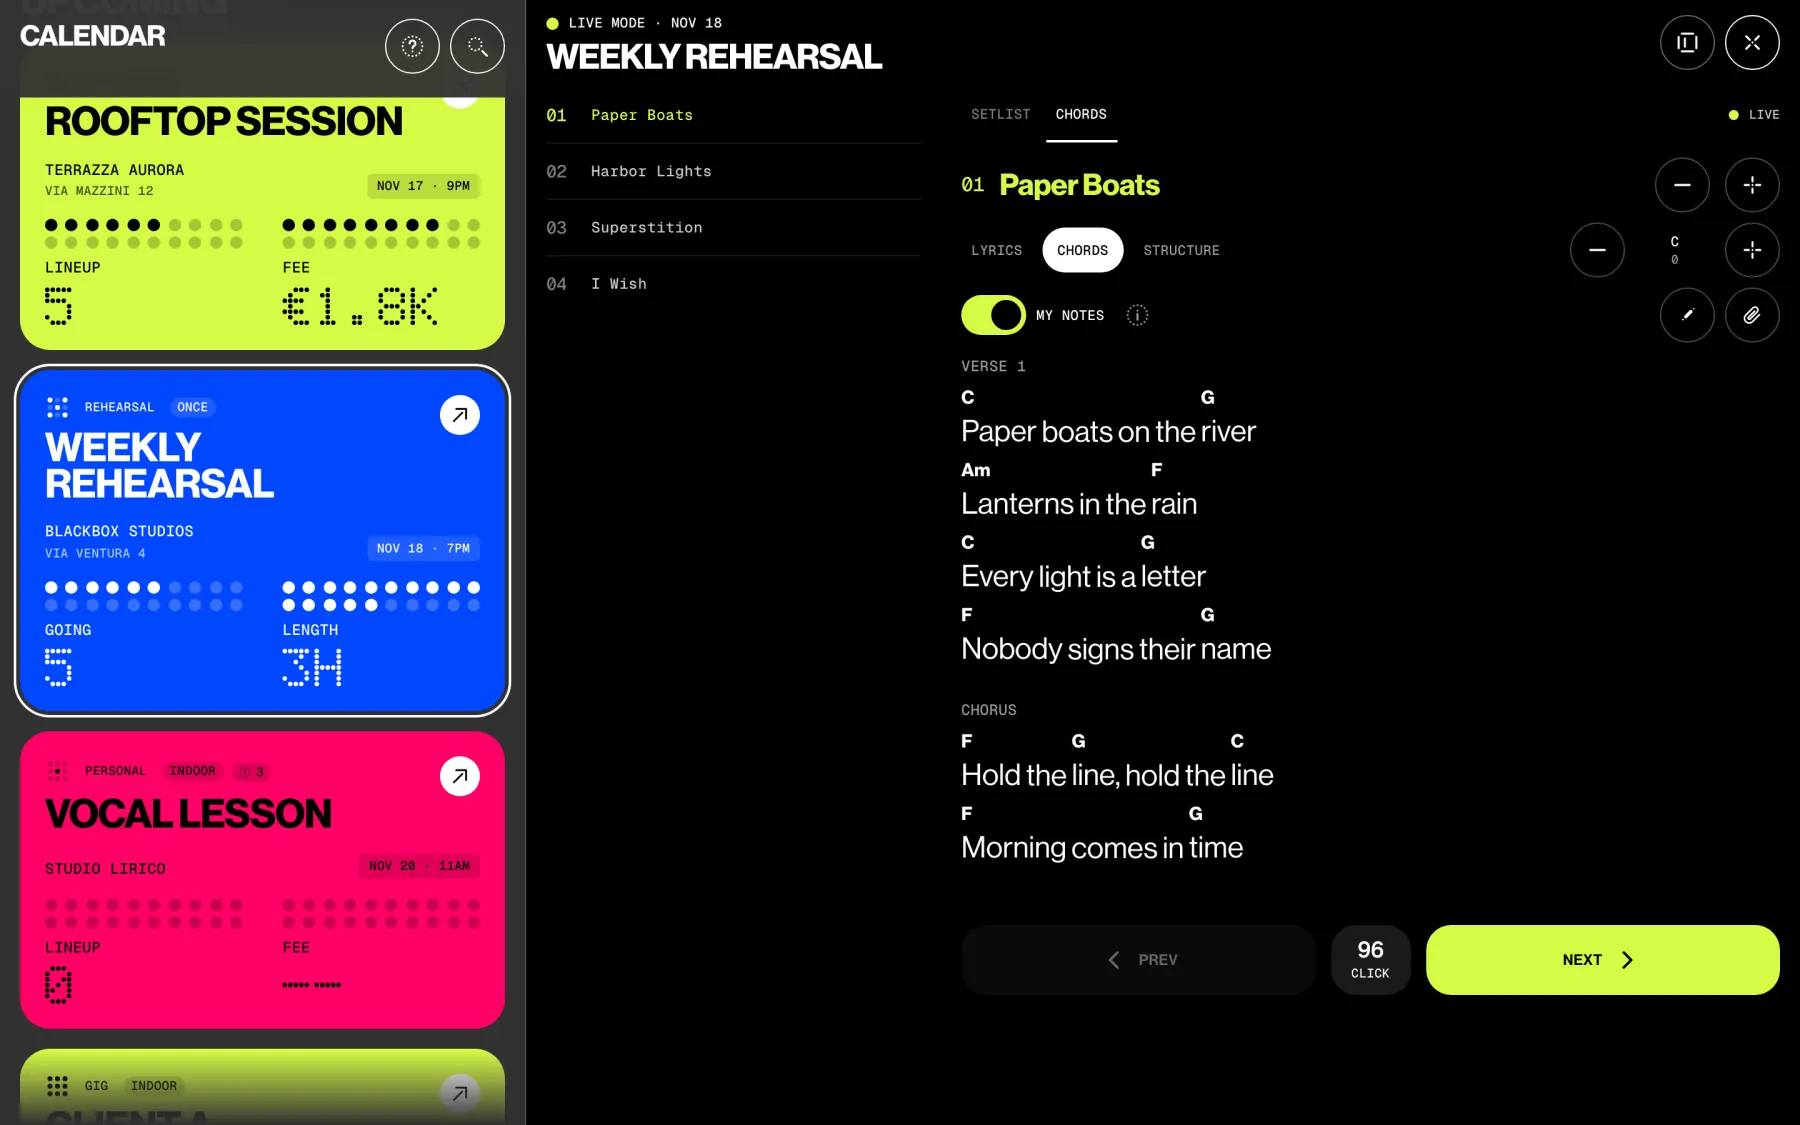 UPCOMING
CALENDAR
ROOFTOP SESSION
TERRAZZA AURORA
VIA MAZZINI 12
NOV 17 · 9PM
LINEUP
FEE
5
€1.8K
REHEARSAL
ONCE
WEEKLY
REHEARSAL
BLACKBOX STUDIOS
VIA VENTURA 4
NOV 18 · 7PM
GOING
LENGTH
5
3H
PERSONAL
INDOOR
3
VOCAL LESSON
STUDIO LIRICO
NOV 20 · 11AM
LINEUP
FEE
0
GIG
INDOOR
LIVE MODE · NOV 18
WEEKLY REHEARSAL
01 Paper Boats
02 Harbor Lights
03 Superstition
04 I Wish
SETLIST
CHORDS
LIVE
01 Paper Boats
LYRICS
CHORDS
STRUCTURE
C
0
MY NOTES
VERSE 1
C G
Paper boats on the river
Am F
Lanterns in the rain
C G
Every light is a letter
F G
Nobody signs their name
CHORUS
F G C
Hold the line, hold the line
F G
Morning comes in time
PREV
96
CLICK
NEXT